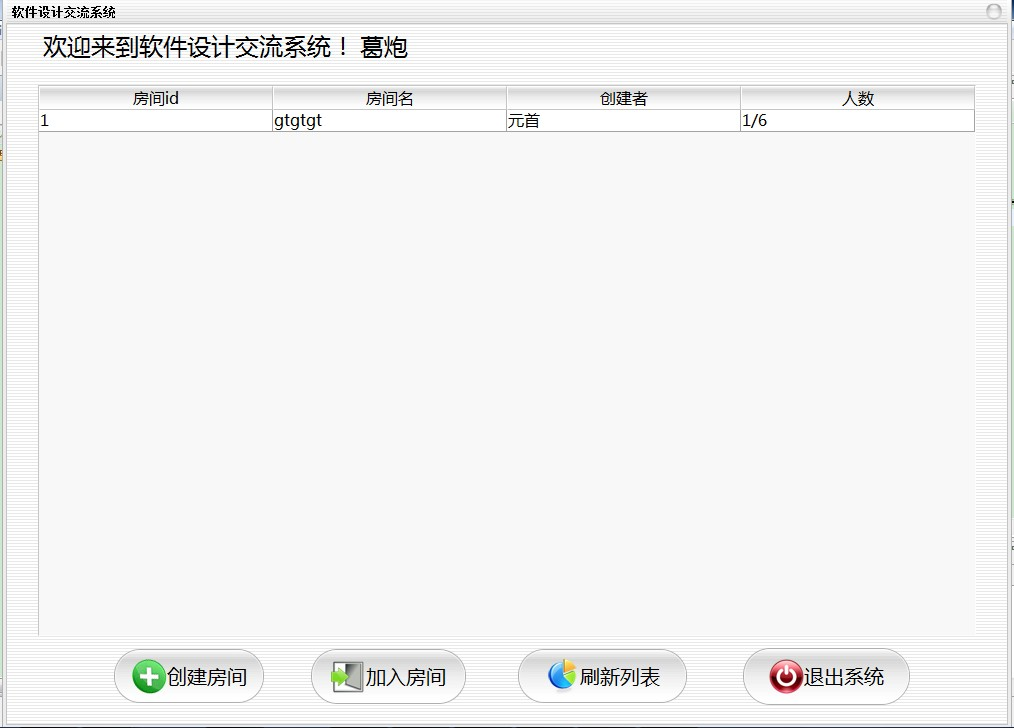 软件设计交流系统
欢迎来到软件设计交流系统！葛炮
房间id 房间名 创建者 人数
1 gtgtgt 元首 1/6
创建房间 加入房间 刷新列表 退出系统